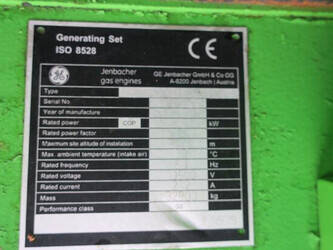 Generating Set
ISO 8528
CE
GE
Jenbacher
gas engines
GE Jenbacher GmbH & Co OG
A-6200 Jenbach | Austria
Type
Serial No.
Year of manufacture
Rated power COP kW
Rated power factor
Maximum site altitude of installation m
Max. ambient temperature (intake air) °C
Rated frequency Hz
Rated voltage V
Rated current A
Mass kg
Performance class